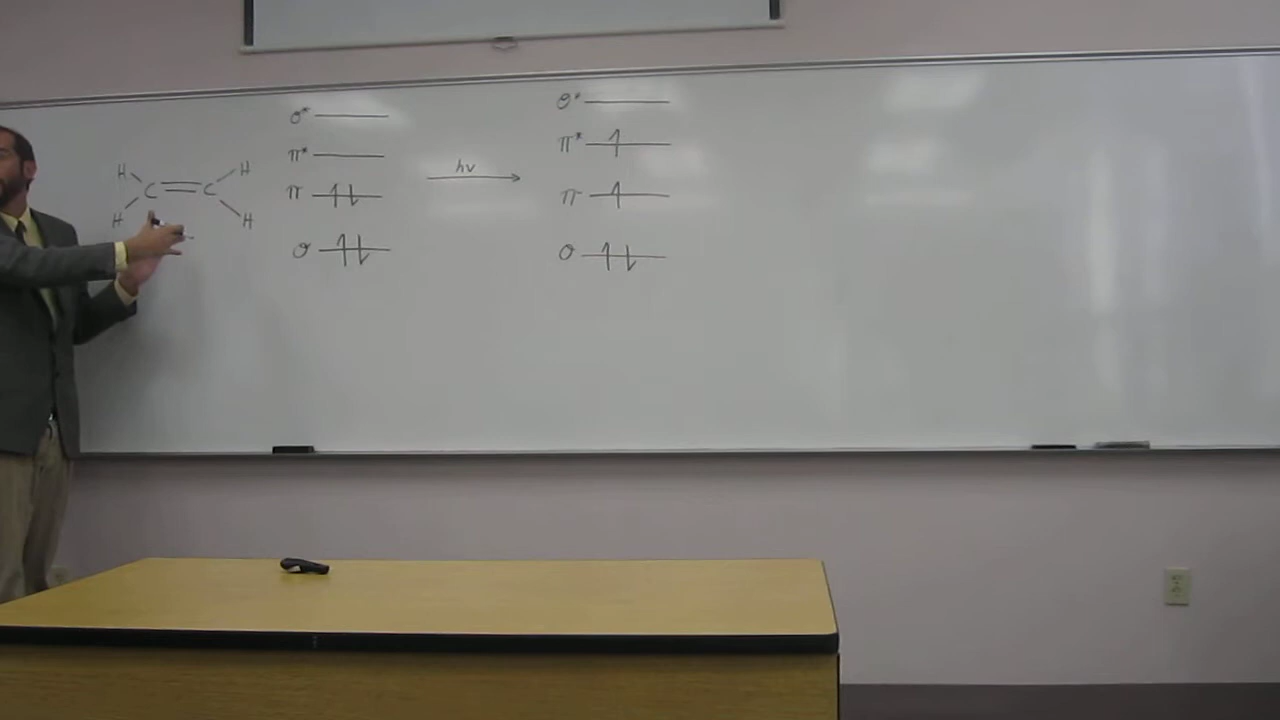 σ* σ*
π* π* ↑
H H hν
C=C
π ↑↓ π ↑
H H
σ ↑↓ σ ↑↓